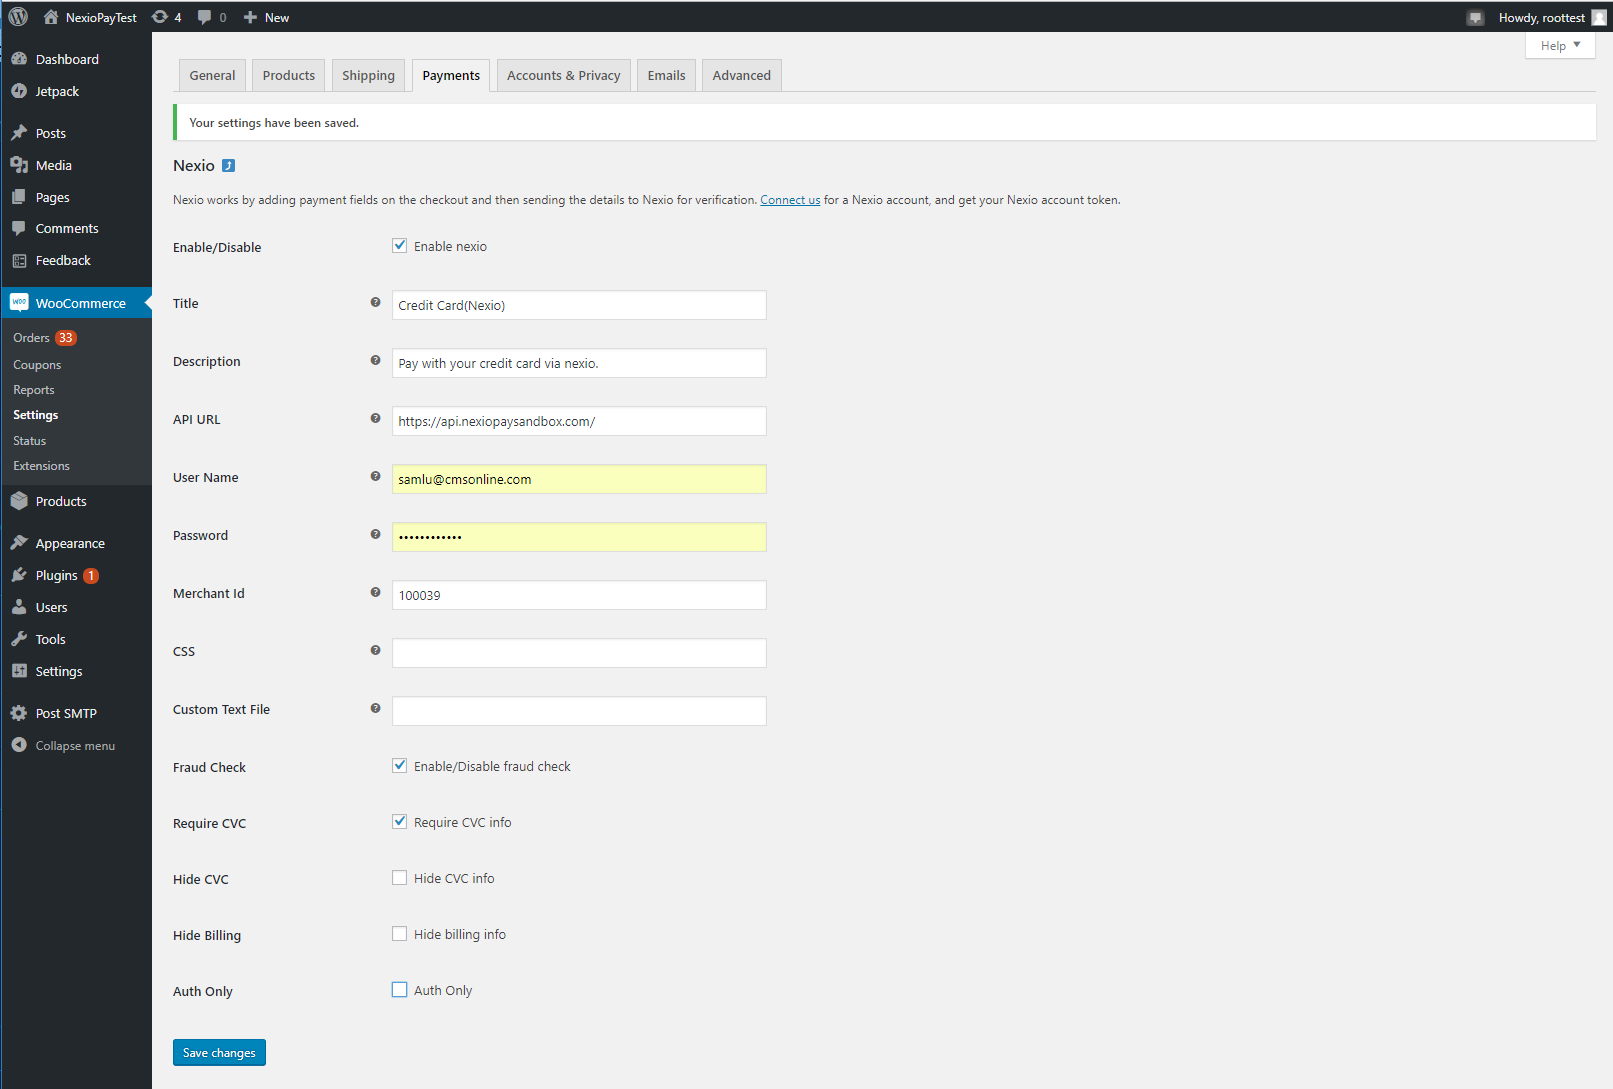 NexioPayTest 4 0 New Howdy, roottest
Help
Dashboard
Jetpack
Posts
Media
Pages
Comments
Feedback
WooCommerce
Orders 33
Coupons
Reports
Settings
Status
Extensions
Products
Appearance
Plugins 1
Users
Tools
Settings
Post SMTP
Collapse menu
General Products Shipping Payments Accounts & Privacy Emails Advanced
Your settings have been saved.
Nexio
Nexio works by adding payment fields on the checkout and then sending the details to Nexio for verification. Connect us for a Nexio account, and get your Nexio account token.
Enable/Disable Enable nexio
Title Credit Card(Nexio)
Description Pay with your credit card via nexio.
API URL https://api.nexiopaysandbox.com/
User Name samlu@cmsonline.com
Password ••••••••••••
Merchant Id 100039
CSS
Custom Text File
Fraud Check Enable/Disable fraud check
Require CVC Require CVC info
Hide CVC Hide CVC info
Hide Billing Hide billing info
Auth Only Auth Only
Save changes